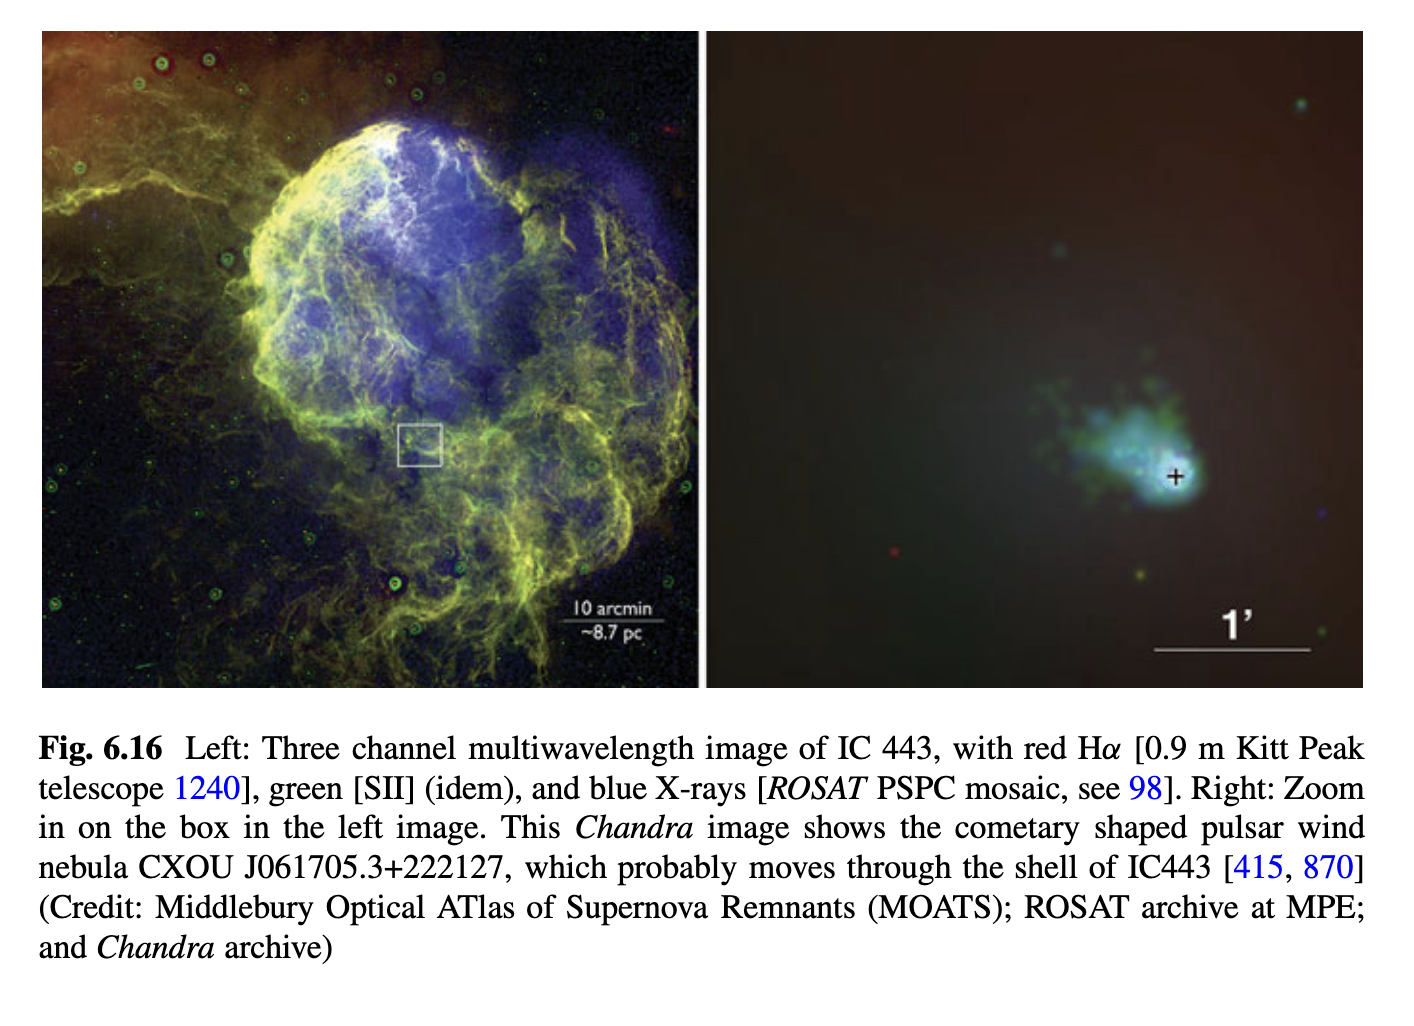 10 arcmin
~8.7 pc
1’
+
Fig. 6.16 Left: Three channel multiwavelength image of IC 443, with red Hα [0.9 m Kitt Peak
telescope 1240], green [SII] (idem), and blue X-rays [ROSAT PSPC mosaic, see 98]. Right: Zoom
in on the box in the left image. This Chandra image shows the cometary shaped pulsar wind
nebula CXOU J061705.3+222127, which probably moves through the shell of IC443 [415, 870]
(Credit: Middlebury Optical ATlas of Supernova Remnants (MOATS); ROSAT archive at MPE;
and Chandra archive)